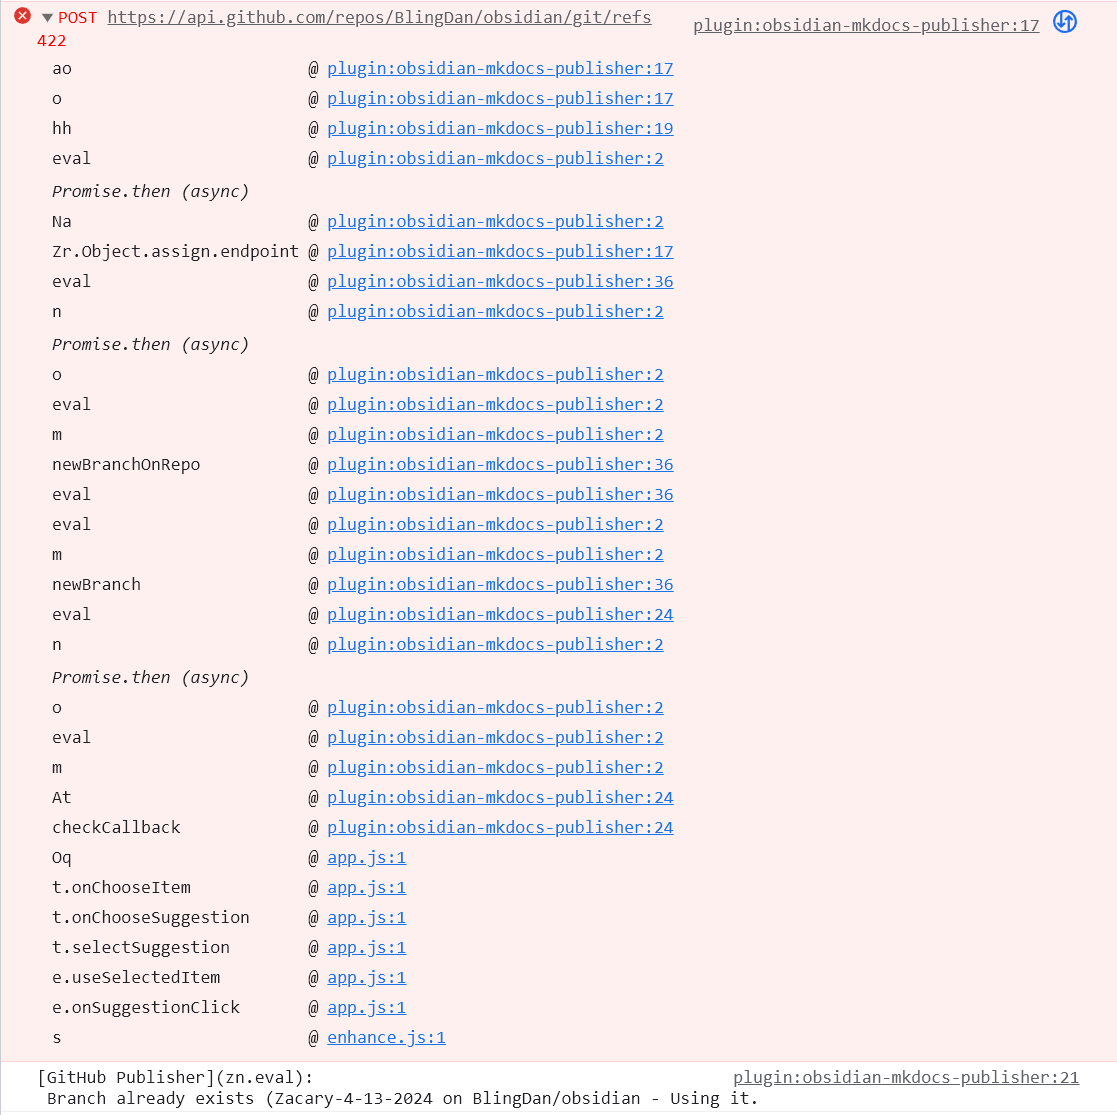 ▼POST https://api.github.com/repos/BlingDan/obsidian/git/refs plugin:obsidian-mkdocs-publisher:17
422
ao @ plugin:obsidian-mkdocs-publisher:17
o @ plugin:obsidian-mkdocs-publisher:17
hh @ plugin:obsidian-mkdocs-publisher:19
eval @ plugin:obsidian-mkdocs-publisher:2
Promise.then (async)
Na @ plugin:obsidian-mkdocs-publisher:2
Zr.Object.assign.endpoint @ plugin:obsidian-mkdocs-publisher:17
eval @ plugin:obsidian-mkdocs-publisher:36
n @ plugin:obsidian-mkdocs-publisher:2
Promise.then (async)
o @ plugin:obsidian-mkdocs-publisher:2
eval @ plugin:obsidian-mkdocs-publisher:2
m @ plugin:obsidian-mkdocs-publisher:2
newBranchOnRepo @ plugin:obsidian-mkdocs-publisher:36
eval @ plugin:obsidian-mkdocs-publisher:36
eval @ plugin:obsidian-mkdocs-publisher:2
m @ plugin:obsidian-mkdocs-publisher:2
newBranch @ plugin:obsidian-mkdocs-publisher:36
eval @ plugin:obsidian-mkdocs-publisher:24
n @ plugin:obsidian-mkdocs-publisher:2
Promise.then (async)
o @ plugin:obsidian-mkdocs-publisher:2
eval @ plugin:obsidian-mkdocs-publisher:2
m @ plugin:obsidian-mkdocs-publisher:2
At @ plugin:obsidian-mkdocs-publisher:24
checkCallback @ plugin:obsidian-mkdocs-publisher:24
Oq @ app.js:1
t.onChooseItem @ app.js:1
t.onChooseSuggestion @ app.js:1
t.selectSuggestion @ app.js:1
e.useSelectedItem @ app.js:1
e.onSuggestionClick @ app.js:1
s @ enhance.js:1
[GitHub Publisher](zn.eval): plugin:obsidian-mkdocs-publisher:21
Branch already exists (Zacary-4-13-2024 on BlingDan/obsidian - Using it.